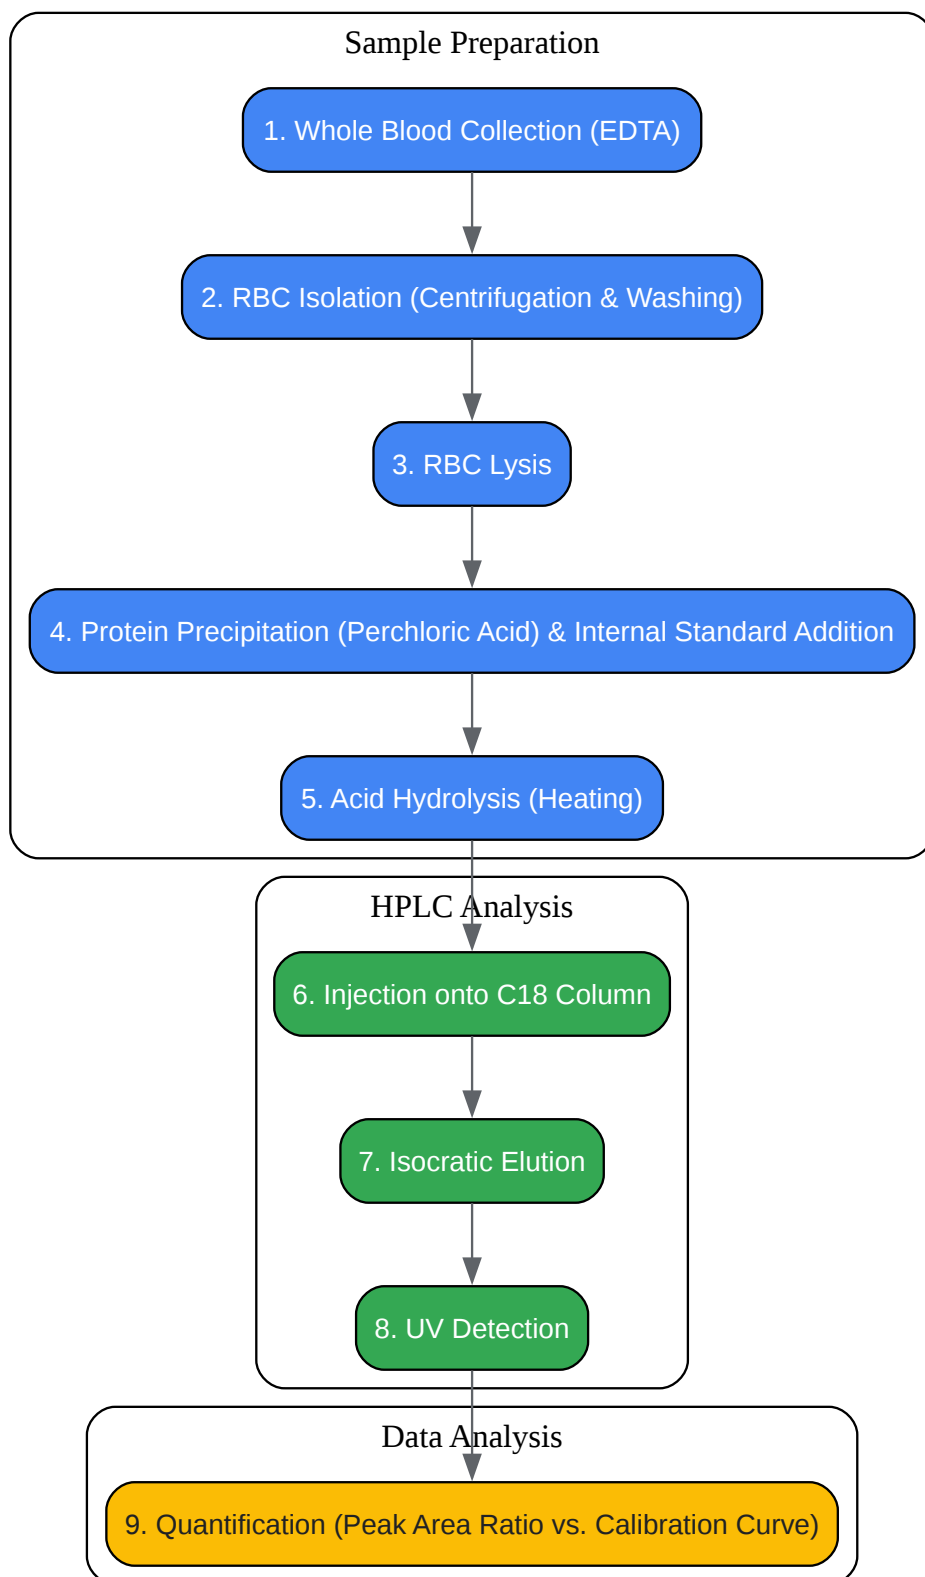 Sample Preparation
1. Whole Blood Collection (EDTA)
2. RBC Isolation (Centrifugation & Washing)
3. RBC Lysis
4. Protein Precipitation (Perchloric Acid) & Internal Standard Addition
5. Acid Hydrolysis (Heating)
HPLC Analysis
6. Injection onto C18 Column
7. Isocratic Elution
8. UV Detection
Data Analysis
9. Quantification (Peak Area Ratio vs. Calibration Curve)